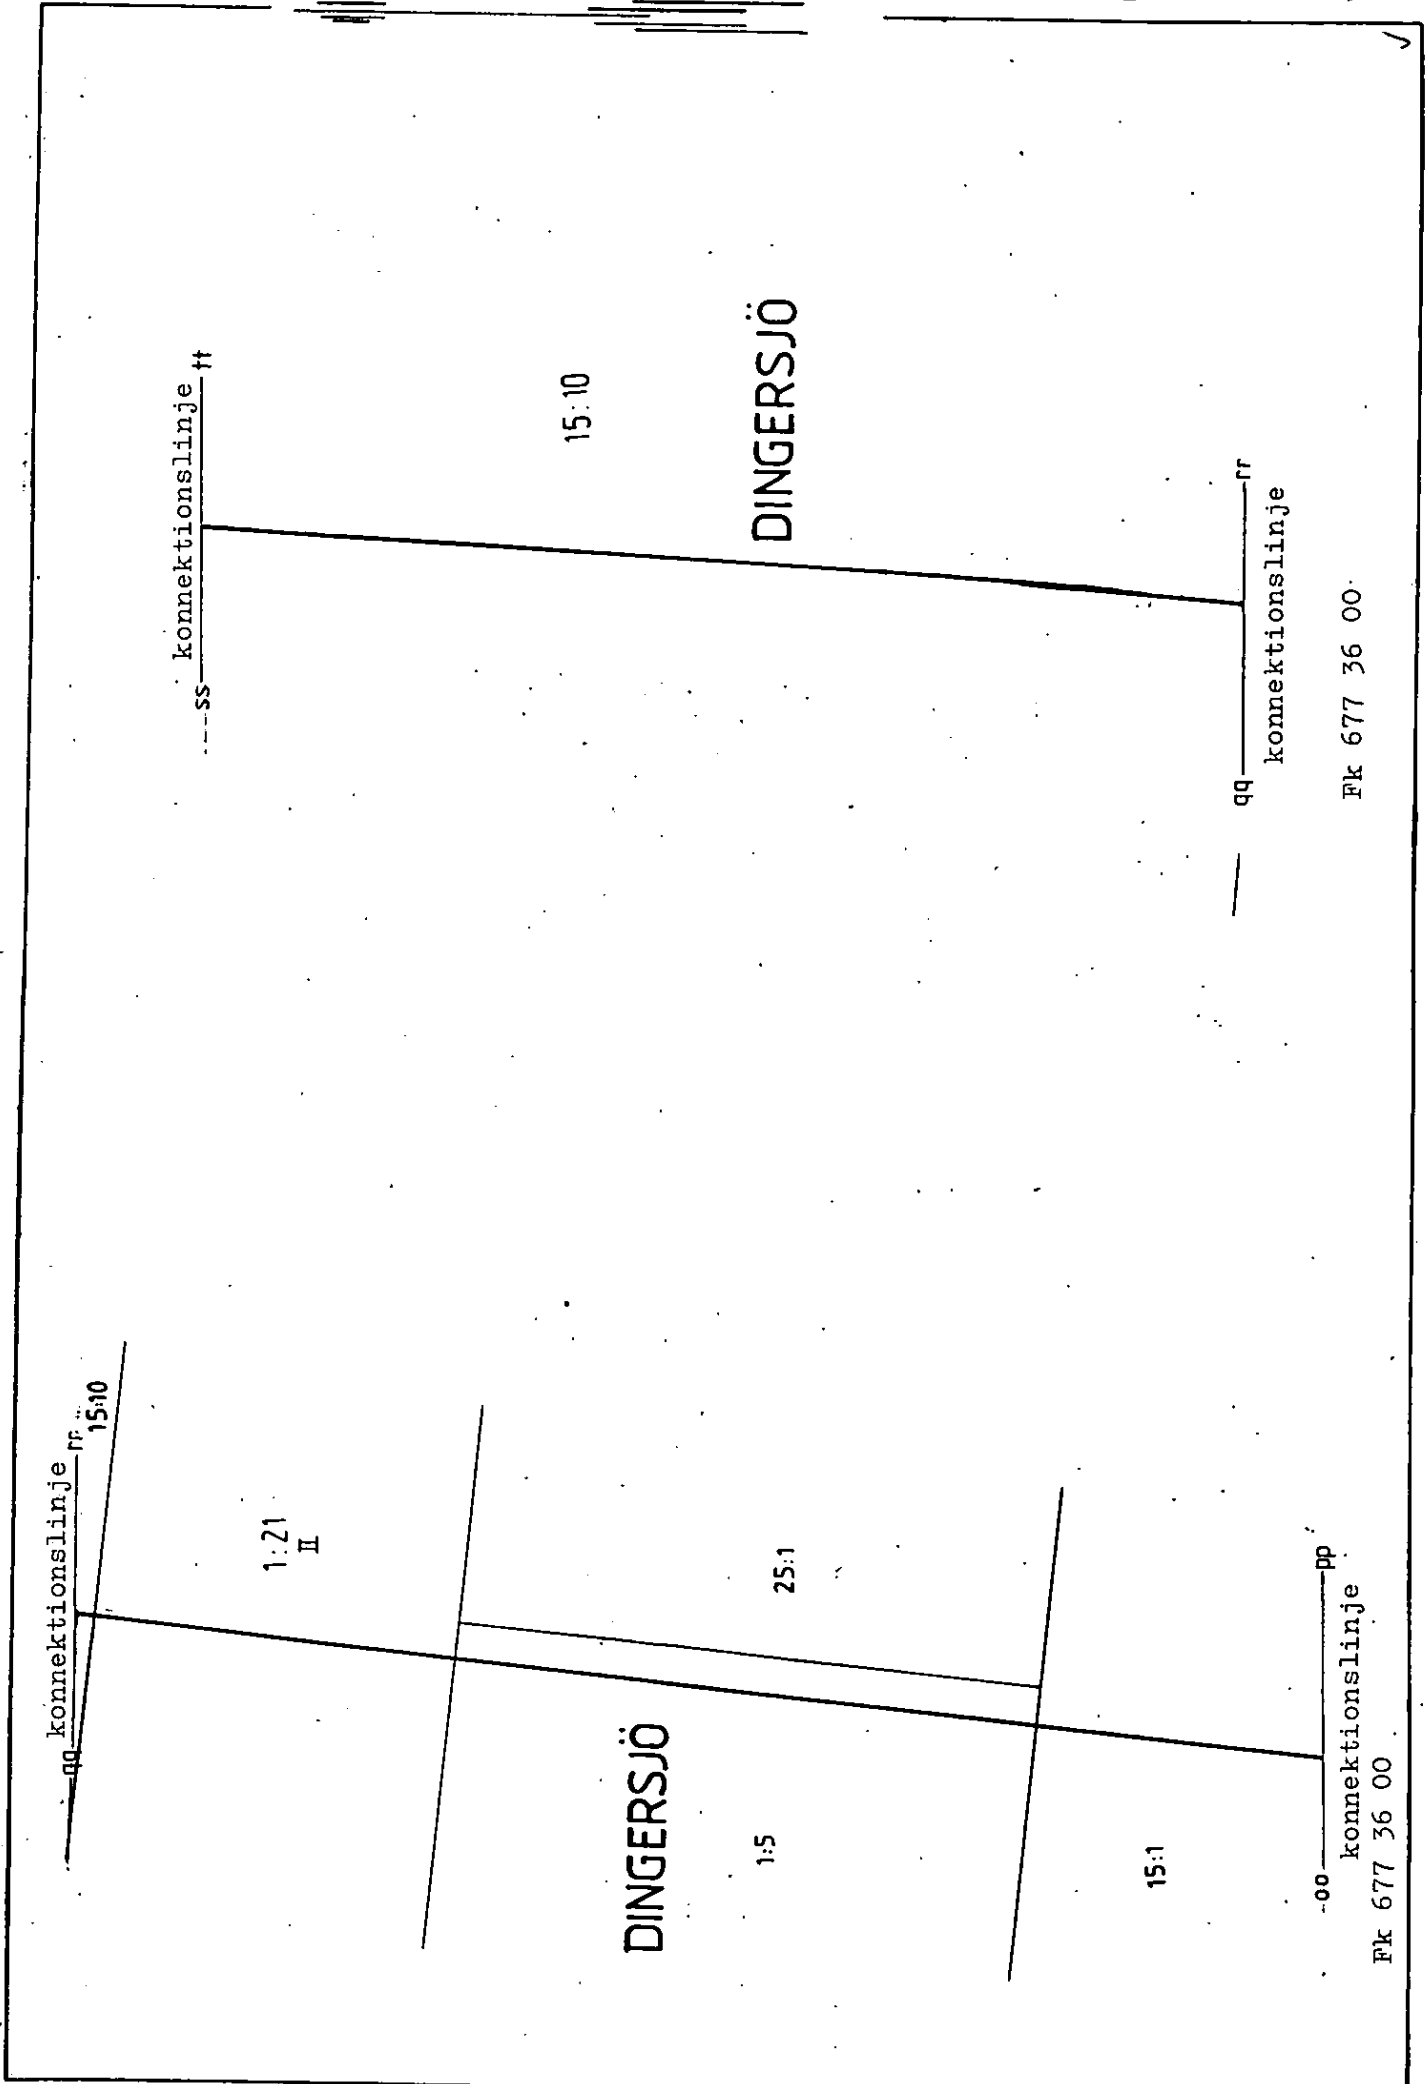 qq konnektionslinje rr
15:10
1:21
II
DINGERSJÖ
25:1
1:5
15:1
oo pp
konnektionslinje
Fk 677 36 00
ss konnektionslinje tt
15:10
DINGERSJÖ
qq rr
konnektionslinje
Fk 677 36 00